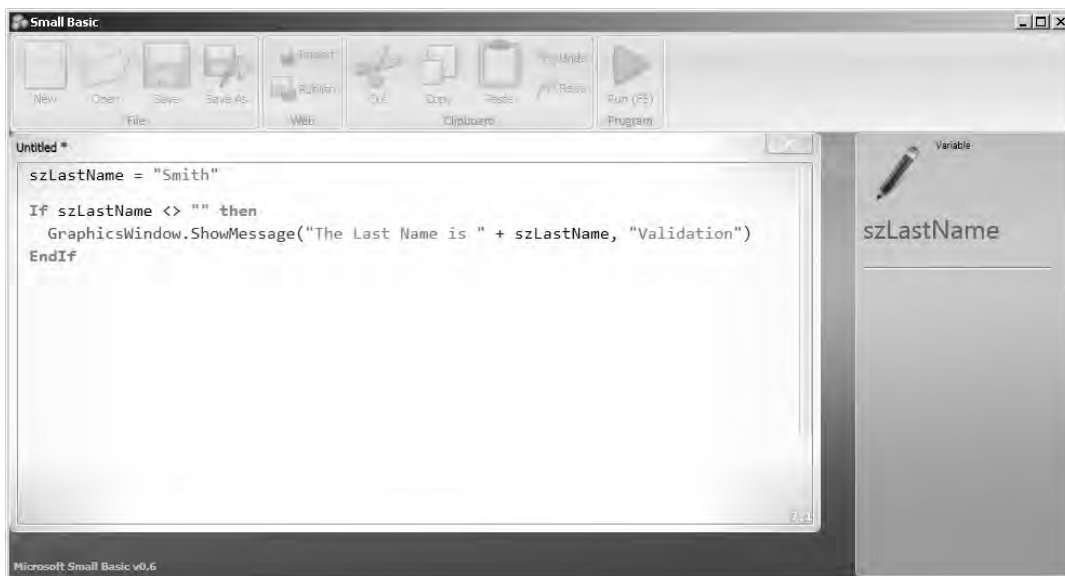 Small Basic
New Open Save Save As
File
Import
Publish
Web
Cut Copy Paste
Undo
Redo
Clipboard
Run (F5)
Program
Untitled *
szLastName = "Smith"
If szLastName <> "" then
GraphicsWindow.ShowMessage("The Last Name is " + szLastName, "Validation")
EndIf
7,1
Variable
szLastName
Microsoft Small Basic v0.6